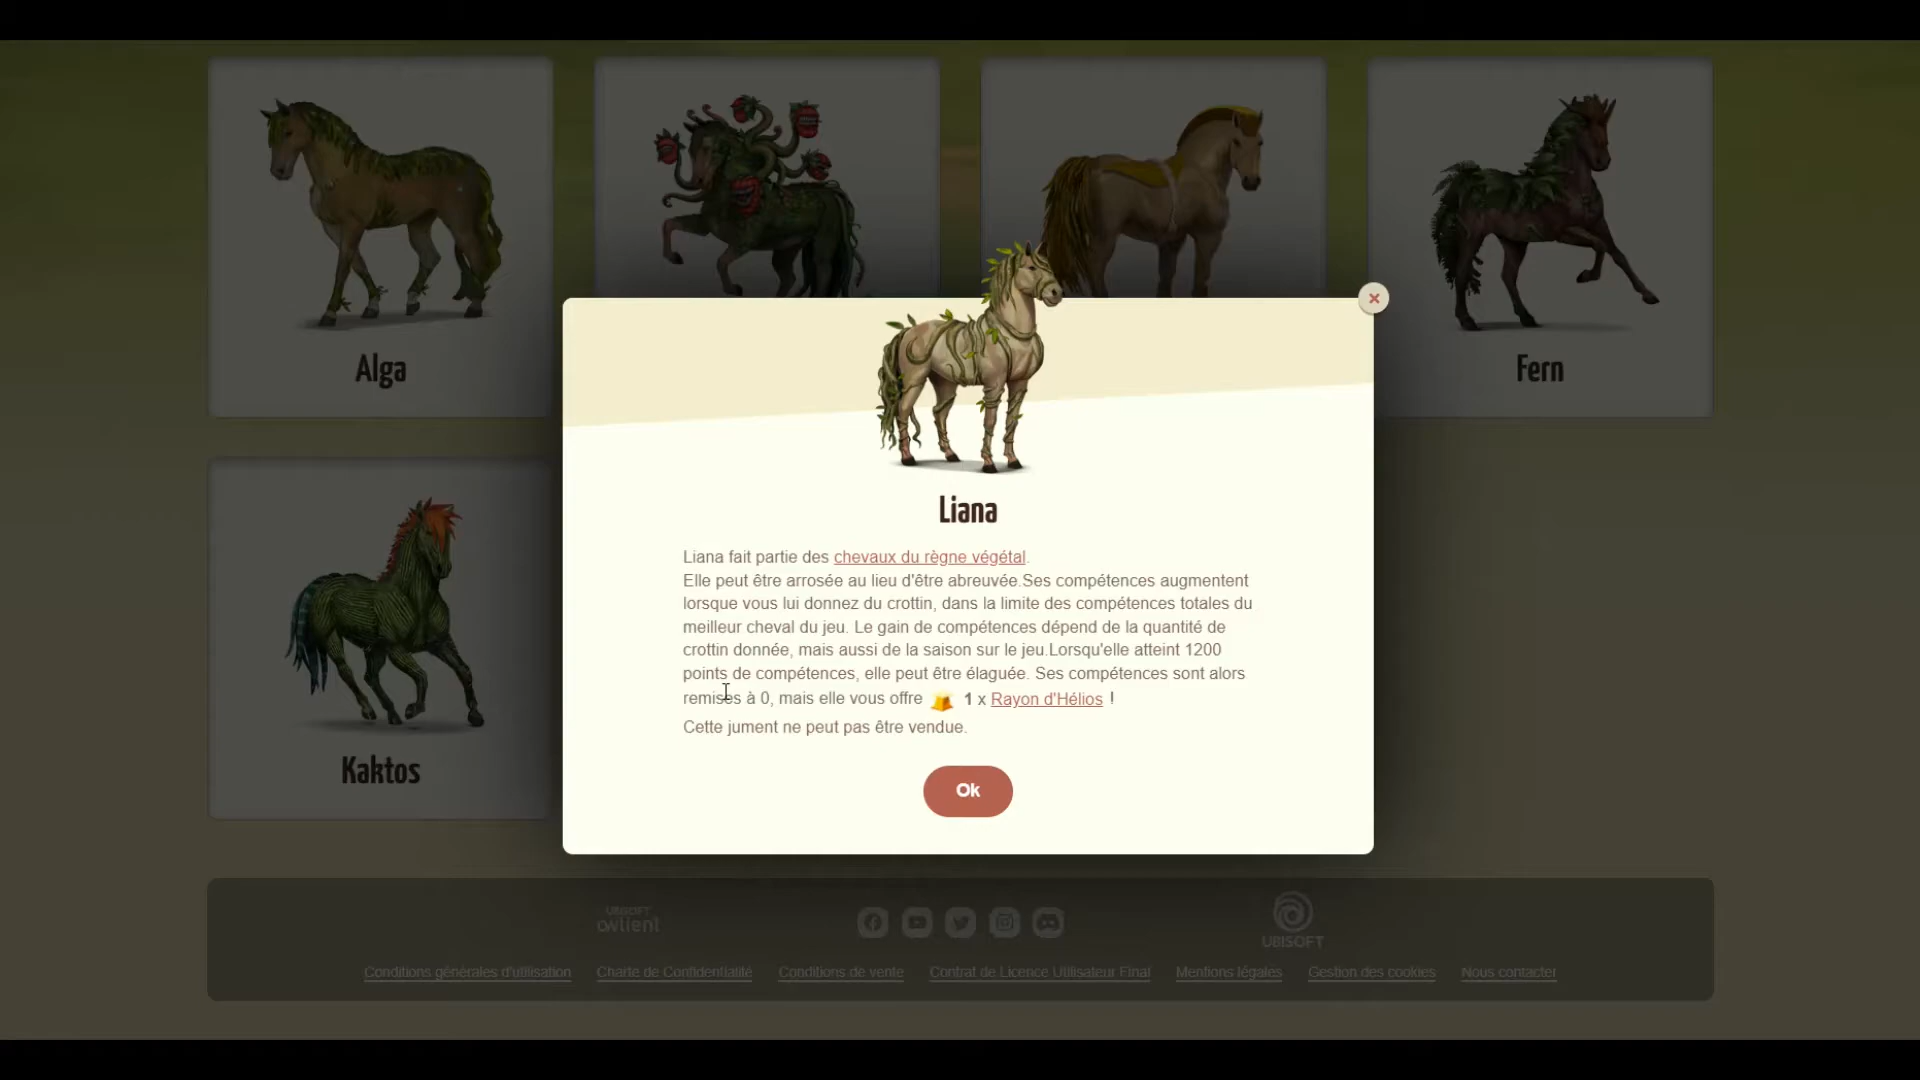 Alga
Fern
Liana
Liana fait partie des chevaux du règne végétal.
Elle peut être arrosée au lieu d'être abreuvée.Ses compétences augmentent
lorsque vous lui donnez du crottin, dans la limite des compétences totales du
meilleur cheval du jeu. Le gain de compétences dépend de la quantité de
crottin donnée, mais aussi de la saison sur le jeu.Lorsqu'elle atteint 1200
points de compétences, elle peut être élaguée. Ses compétences sont alors
remises à 0, mais elle vous offre 1 x Rayon d'Hélios !
Cette jument ne peut pas être vendue.
Kaktos
Ok
UBISOFT
owlient
UBISOFT
Conditions générales d'utilisation Charte de Confidentialité Conditions de vente Contrat de Licence Utilisateur Final Mentions légales Gestion des cookies Nous contacter